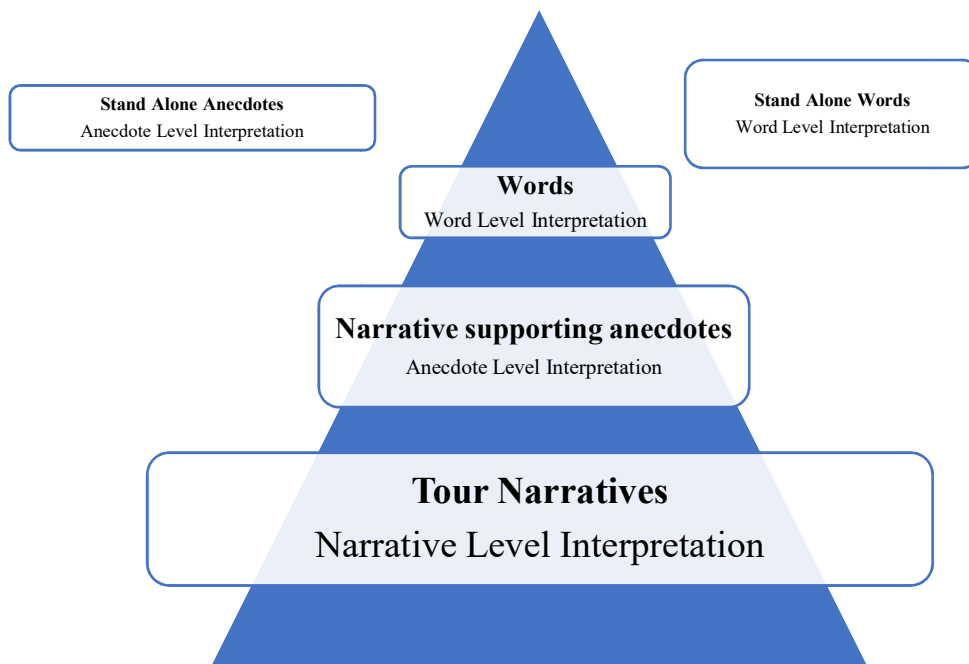 Stand Alone Anecdotes
Anecdote Level Interpretation
Stand Alone Words
Word Level Interpretation
Words
Word Level Interpretation
Narrative supporting anecdotes
Anecdote Level Interpretation
Tour Narratives
Narrative Level Interpretation